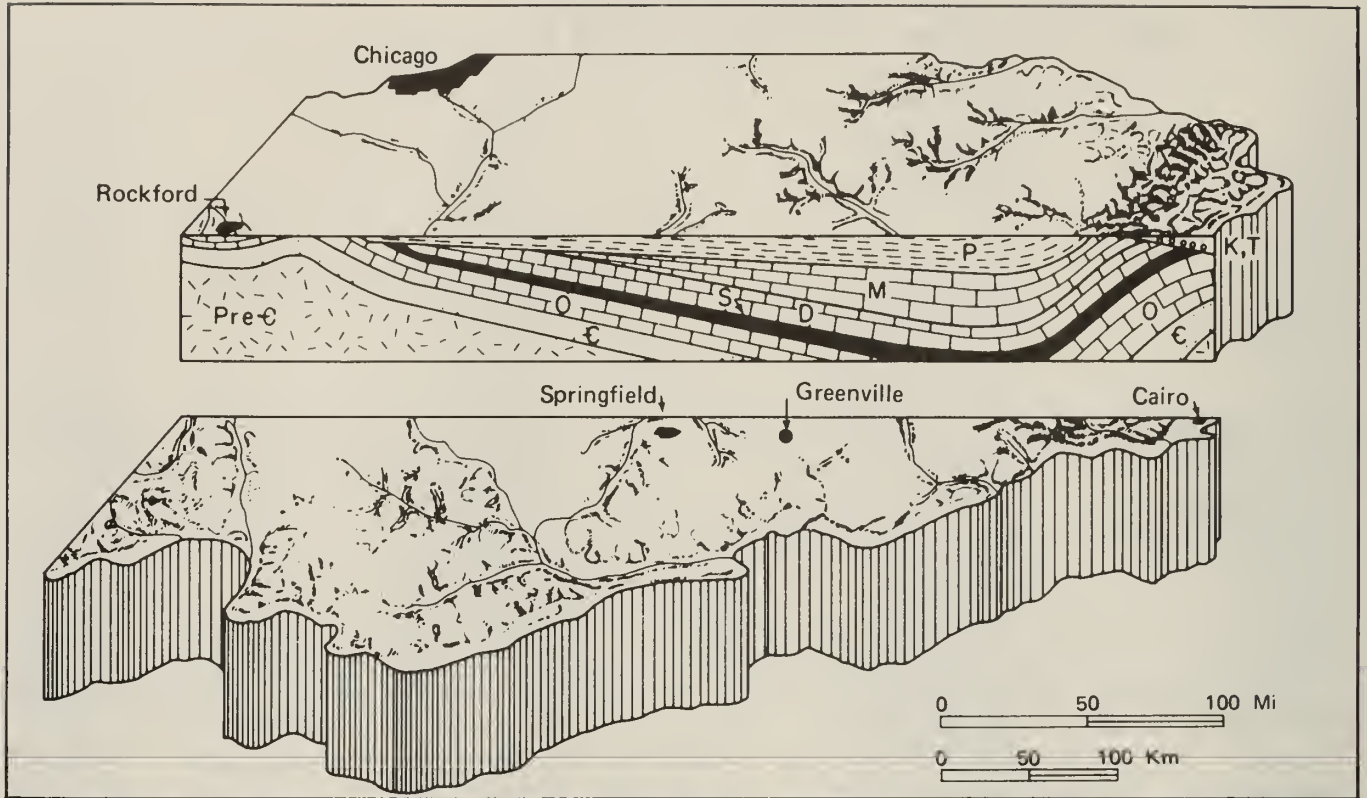 Chicago
Rockford
P
K,T
S
M
O
D
O
Pre-Є
Є
Є
Springfield
Greenville
Cairo
0 50 100 Mi
0 50 100 Km